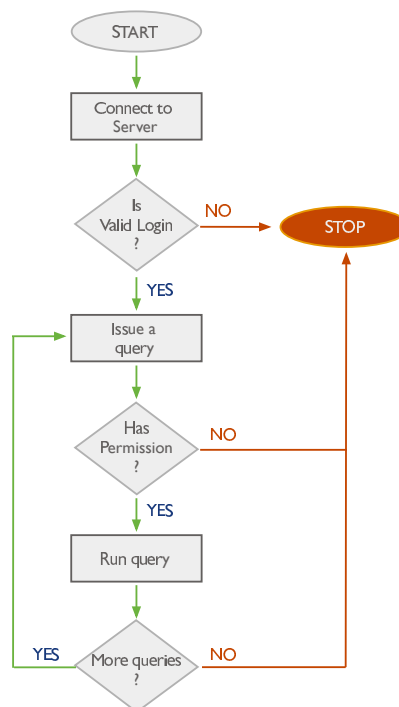 START
Connect to
Server
Is
Valid Login
?
NO
STOP
YES
Issue a
query
Has
Permission
?
NO
YES
Run query
YES
More queries
?
NO